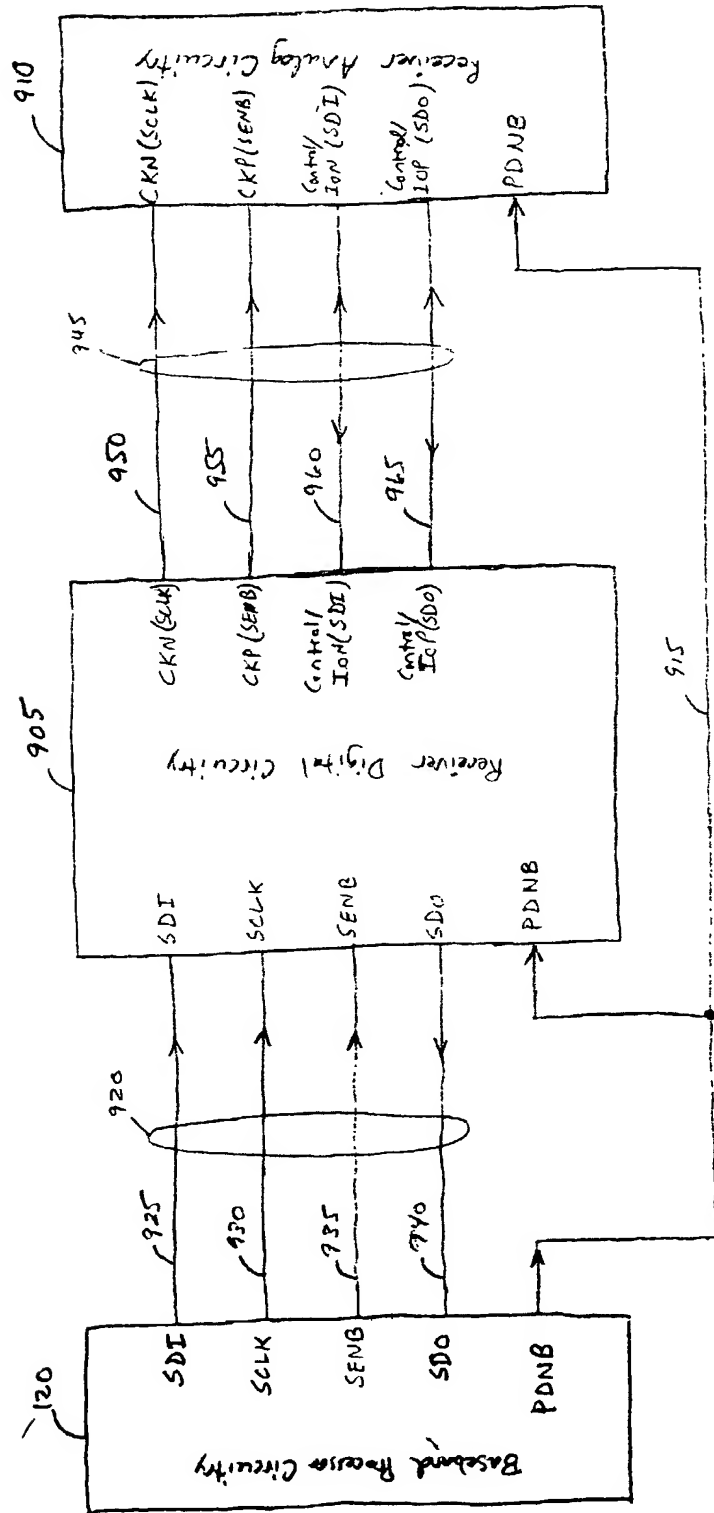 120
Baseband Processor Circuitry
SDI
SCLK
SENB
SDO
PDNB
925
930
935
940
920
905
Receiver Digital Circuitry
SDI
SCLK
SENB
SDO
PDNB
CKN(SCLK)
CKP(SENB)
Control/
ION(SDI)
Control/
IOP(SDO)
950
955
960
965
945
910
Receiver Analog Circuitry
CKN(SCLK)
CKP(SENB)
Control/
ION (SDI)
Control/
IOP (SDO)
PDNB
915